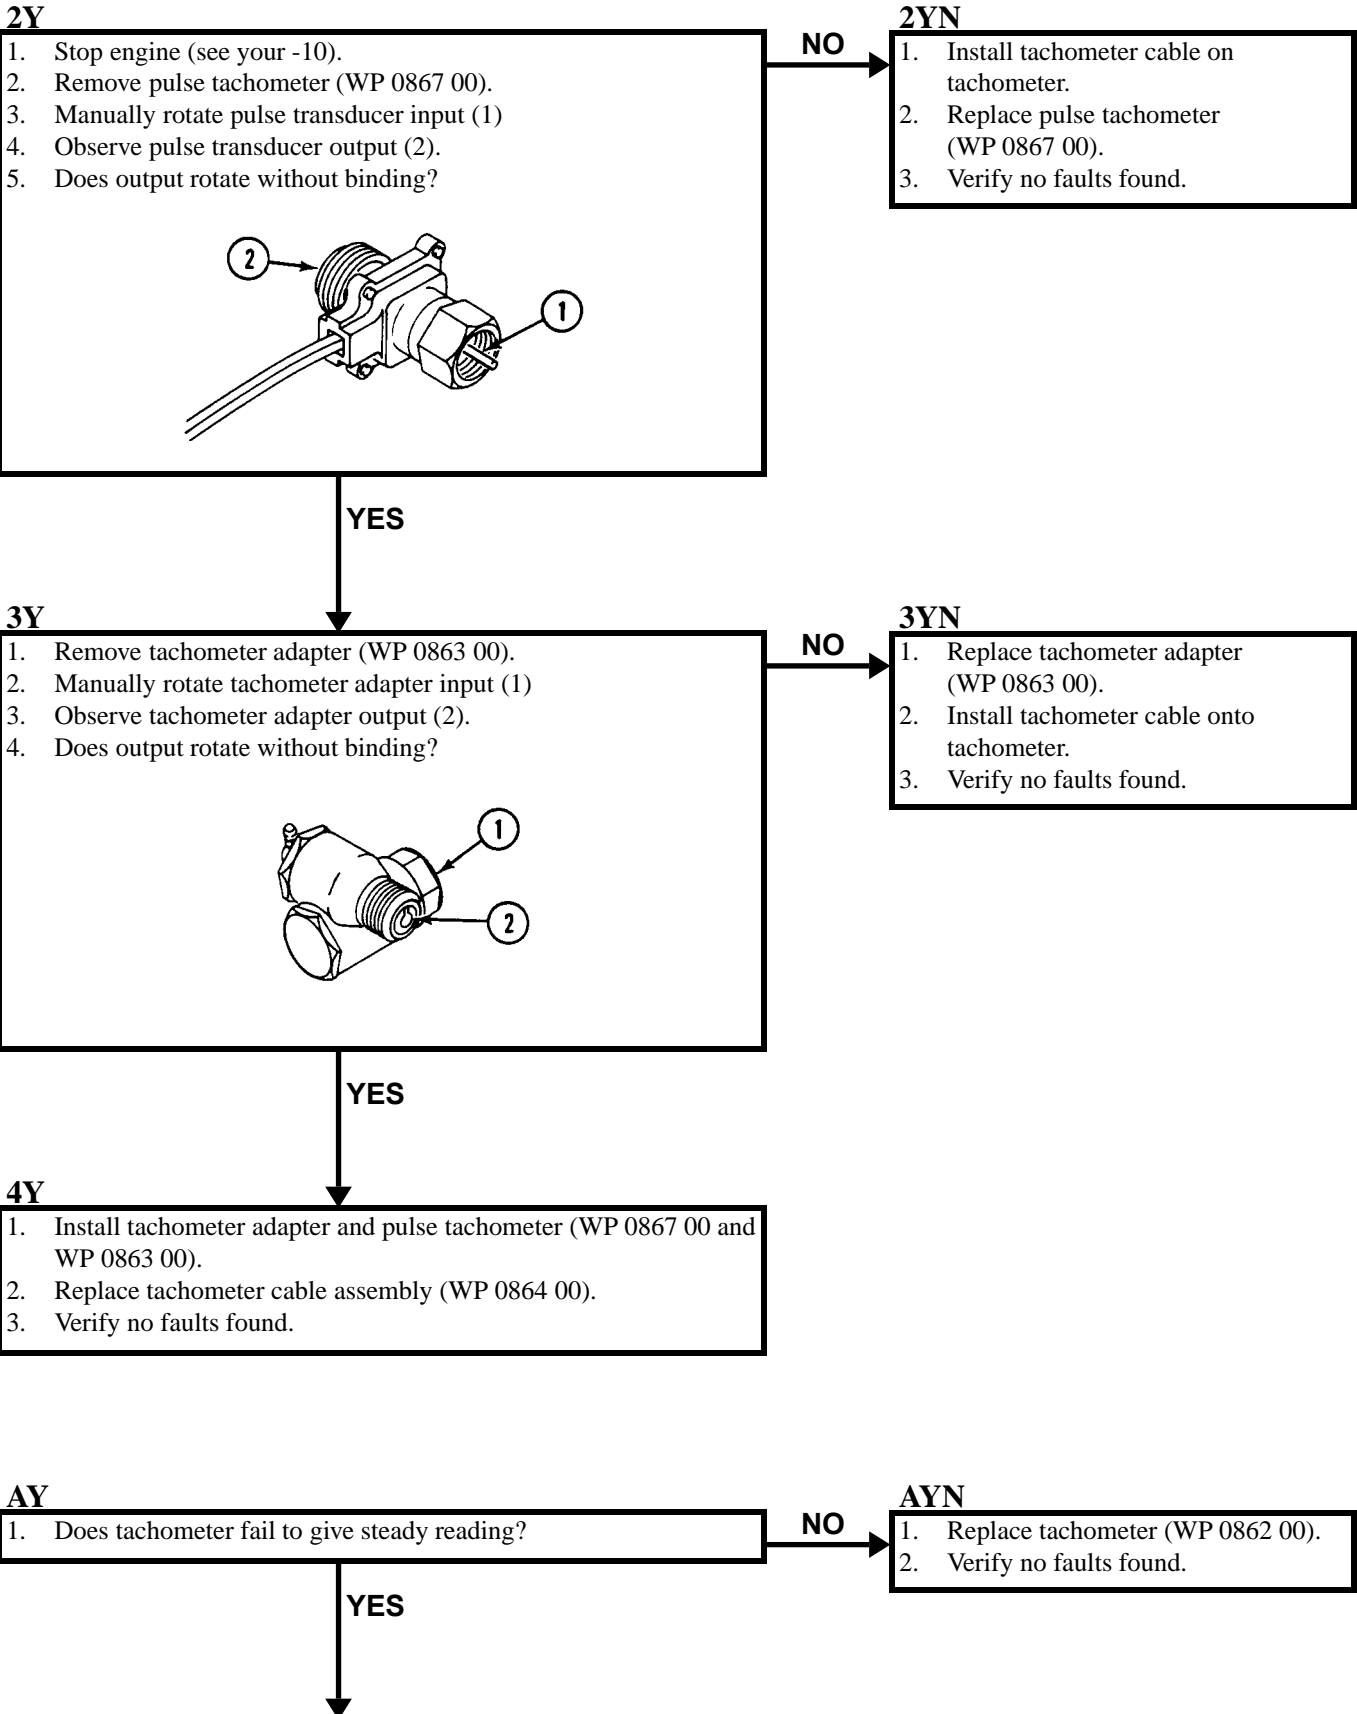 2Y
1. Stop engine (see your -10).
2. Remove pulse tachometer (WP 0867 00).
3. Manually rotate pulse transducer input (1)
4. Observe pulse transducer output (2).
5. Does output rotate without binding?
2
1
NO
2YN
1. Install tachometer cable on
tachometer.
2. Replace pulse tachometer
(WP 0867 00).
3. Verify no faults found.
YES
3Y
1. Remove tachometer adapter (WP 0863 00).
2. Manually rotate tachometer adapter input (1)
3. Observe tachometer adapter output (2).
4. Does output rotate without binding?
1
2
NO
3YN
1. Replace tachometer adapter
(WP 0863 00).
2. Install tachometer cable onto
tachometer.
3. Verify no faults found.
YES
4Y
1. Install tachometer adapter and pulse tachometer (WP 0867 00 and
WP 0863 00).
2. Replace tachometer cable assembly (WP 0864 00).
3. Verify no faults found.
AY
1. Does tachometer fail to give steady reading?
NO
AYN
1. Replace tachometer (WP 0862 00).
2. Verify no faults found.
YES